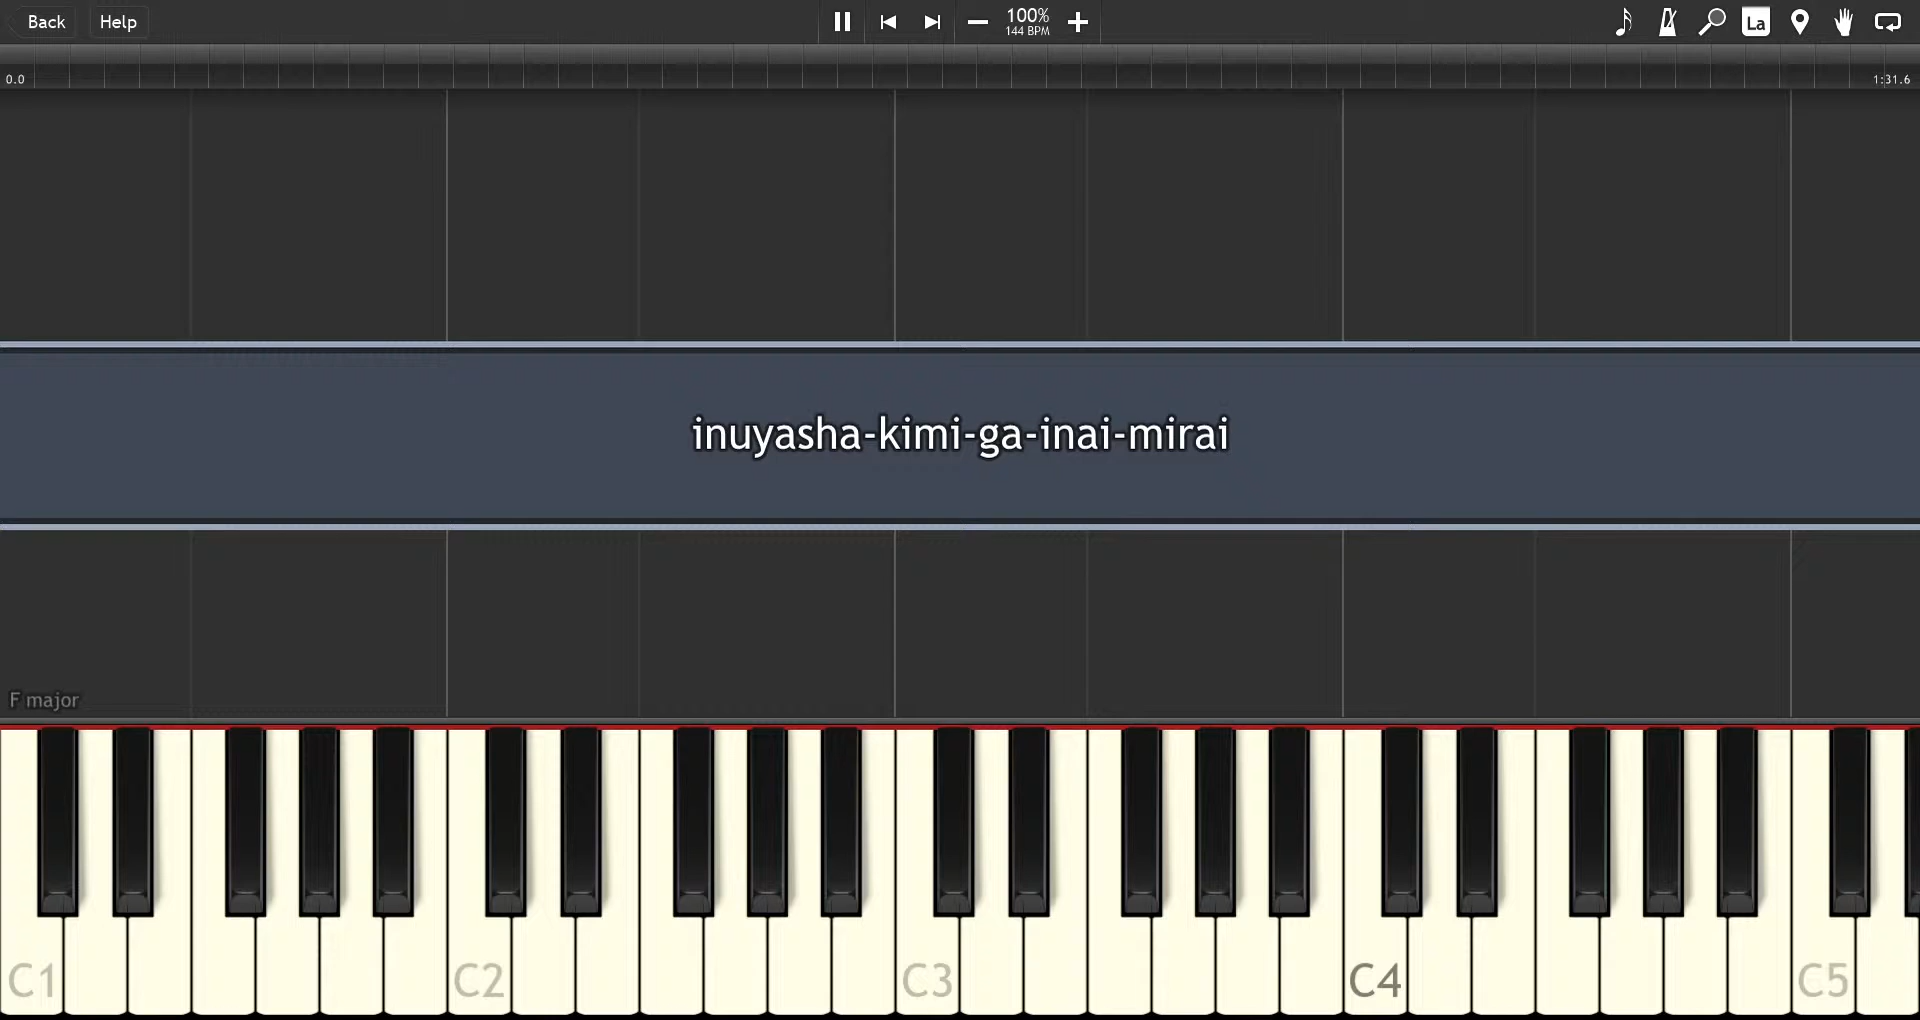 Back Help 100% La
144 BPM
0.0 1:31.6
inuyasha-kimi-ga-inai-mirai
F major
C1 C2 C3 C4 C5